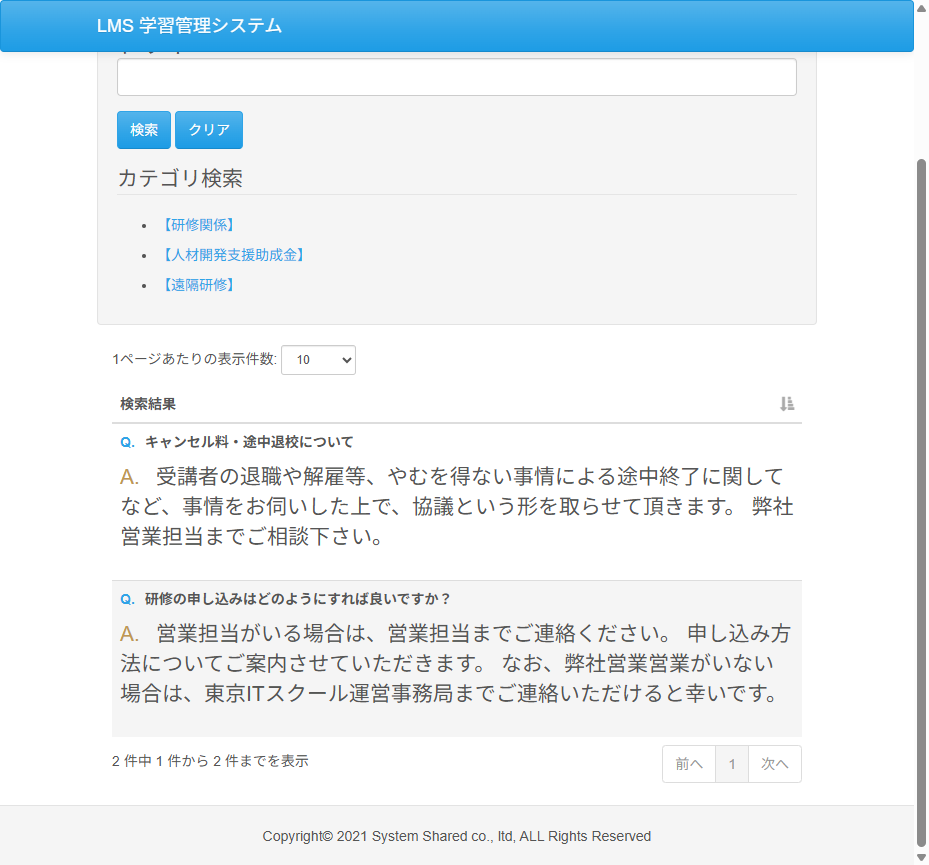 LMS 学習管理システム
検索 クリア
カテゴリ検索
【研修関係】
【人材開発支援助成金】
【遠隔研修】
1ページあたりの表示件数: 10
検索結果
Q. キャンセル料・途中退校について
A. 受講者の退職や解雇等、やむを得ない事情による途中終了に関して
など、事情をお伺いした上で、協議という形を取らせて頂きます。 弊社
営業担当までご相談下さい。
Q. 研修の申し込みはどのようにすれば良いですか？
A. 営業担当がいる場合は、営業担当までご連絡ください。 申し込み方
法についてご案内させていただきます。 なお、弊社営業営業がいない
場合は、東京ITスクール運営事務局までご連絡いただけると幸いです。
2 件中 1 件から 2 件までを表示
前へ 1 次へ
Copyright© 2021 System Shared co., ltd, ALL Rights Reserved